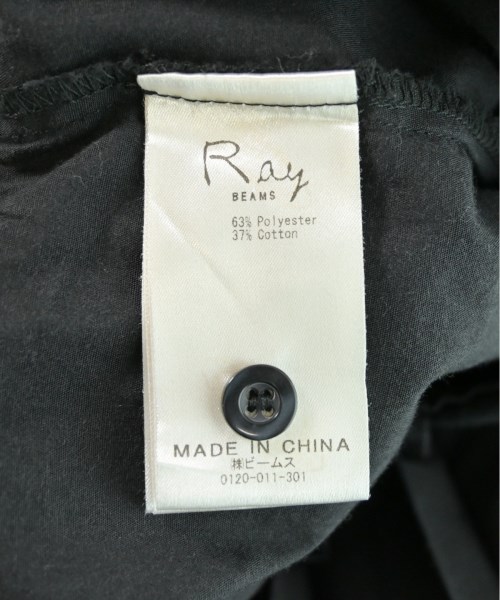 Ray
BEAMS
63% Polyester
37% Cotton
MADE IN CHINA
㈱ビームス
0120-011-301